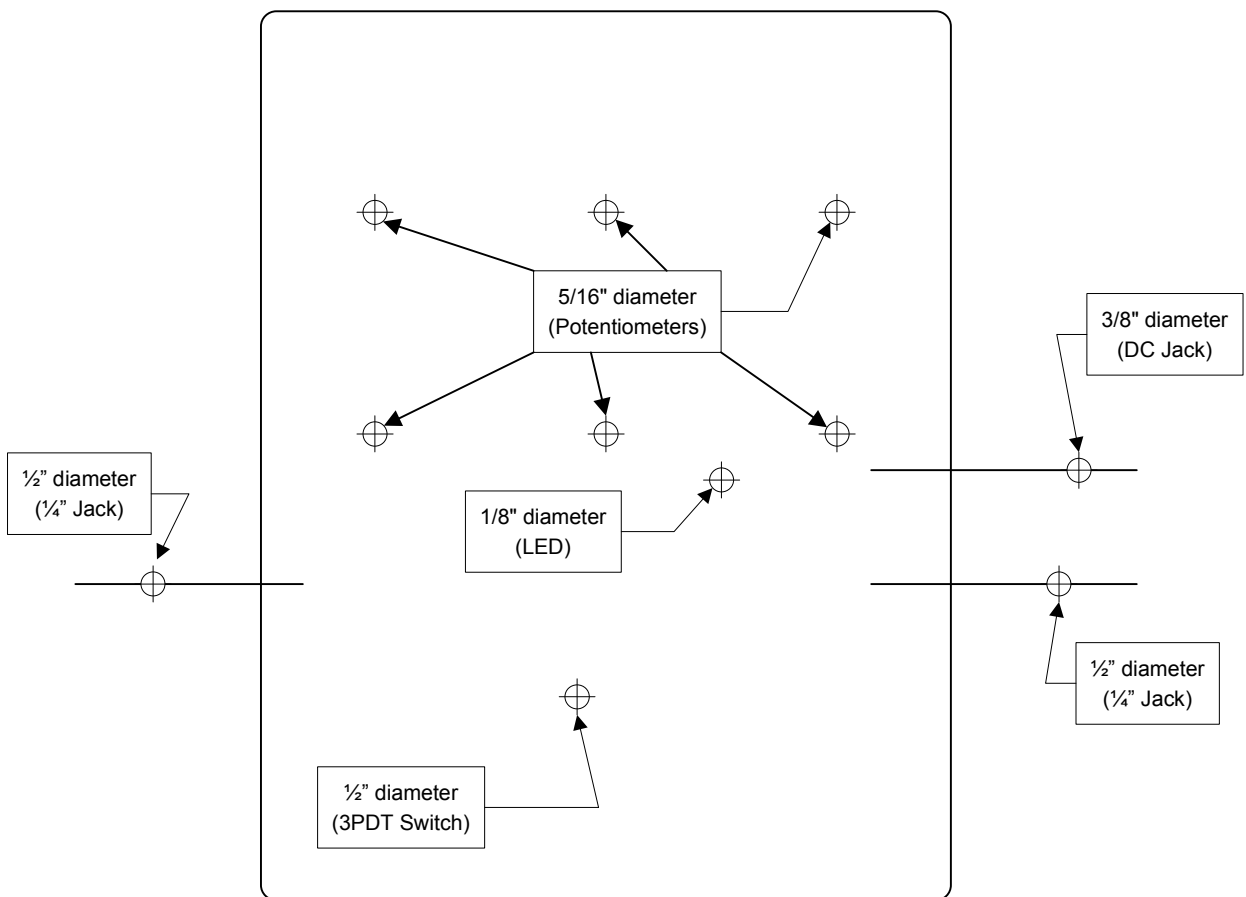 5/16" diameter
(Potentiometers)
3/8" diameter
(DC Jack)
½” diameter
(¼” Jack)
1/8" diameter
(LED)
½” diameter
(¼” Jack)
½” diameter
(3PDT Switch)